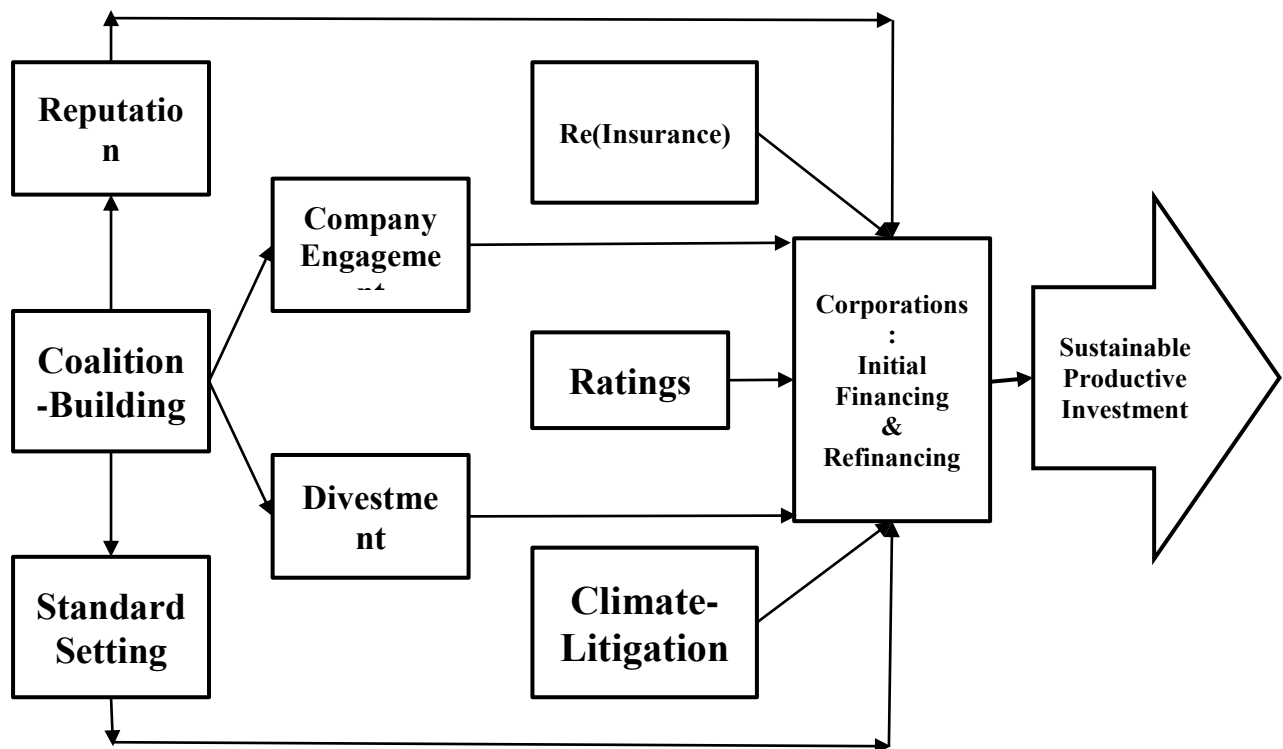 Reputatio
n
Re(Insurance)
Company
Engageme
Coalition
-Building
Ratings
Corporations
:
Initial
Financing
&
Refinancing
Sustainable
Productive
Investment
Divestme
nt
Standard
Setting
Climate-
Litigation